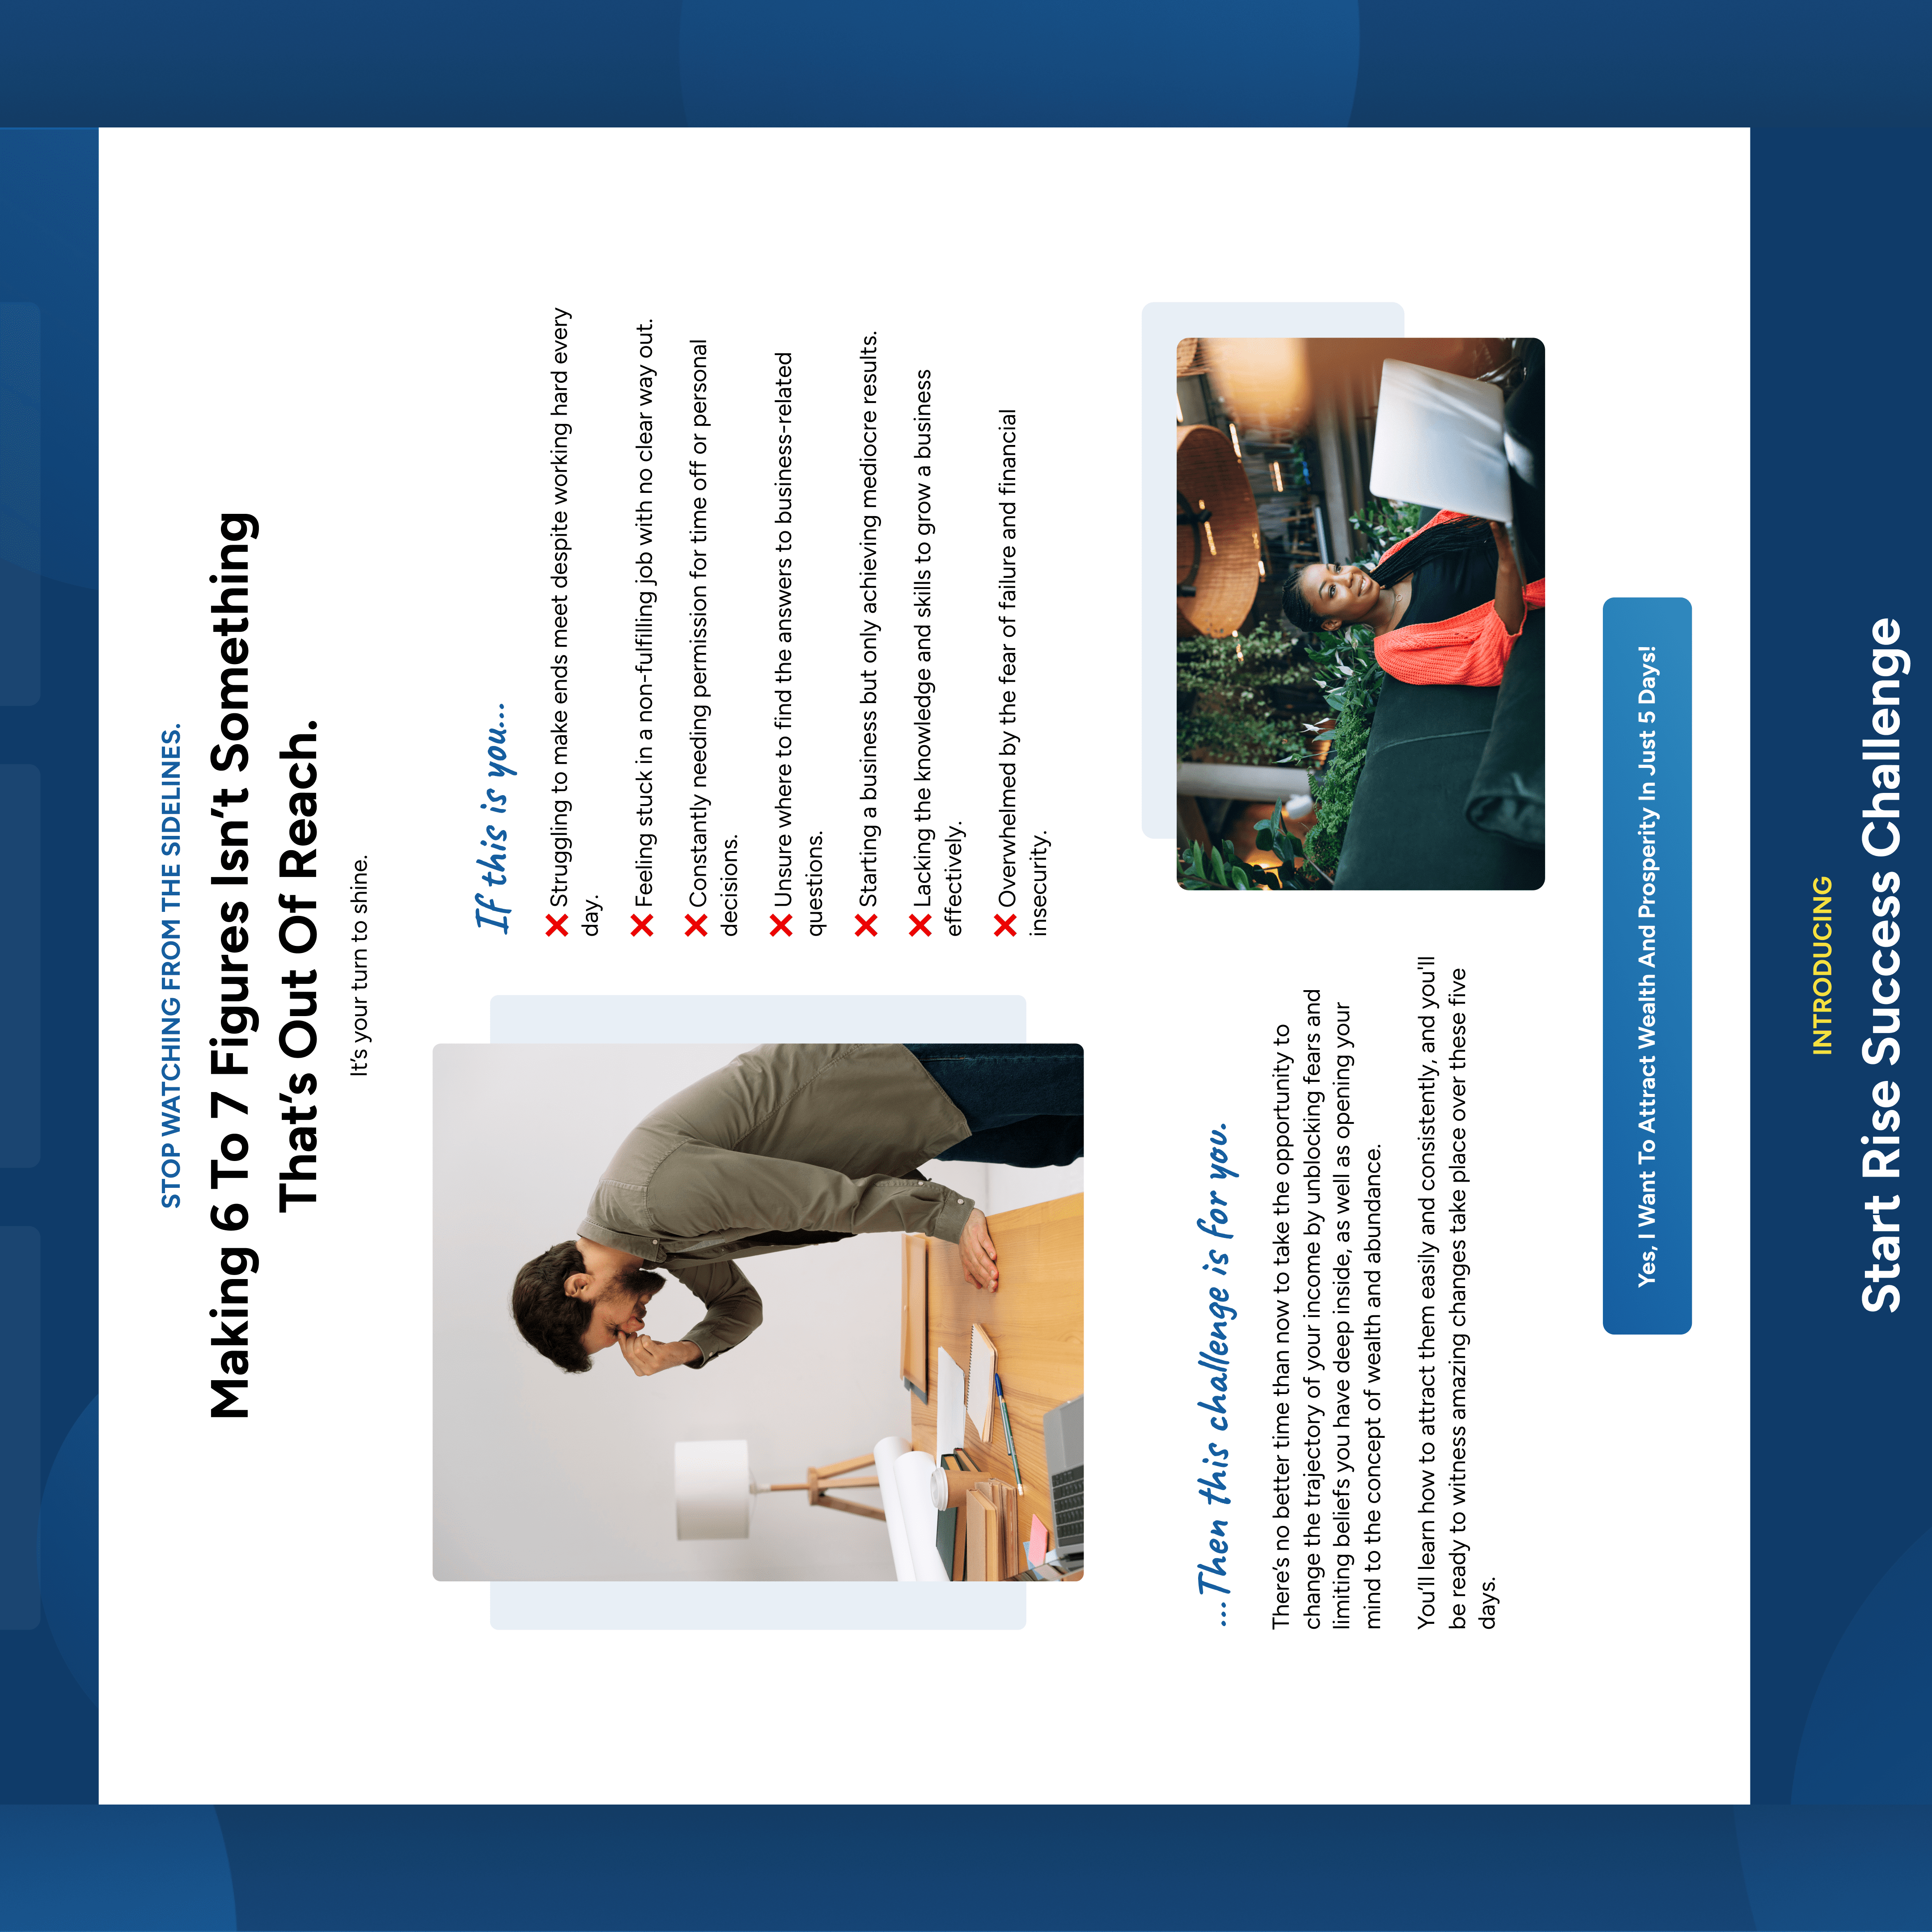 STOP WATCHING FROM THE SIDELINES.
Making 6 To 7 Figures Isn't Something
That's Out Of Reach.
It's your turn to shine.
If this is you...
❌ Struggling to make ends meet despite working hard every
day.
❌ Feeling stuck in a non-fulfilling job with no clear way out.
❌ Constantly needing permission for time off or personal
decisions.
❌ Unsure where to find the answers to business-related
questions.
❌ Starting a business but only achieving mediocre results.
❌ Lacking the knowledge and skills to grow a business
effectively.
❌ Overwhelmed by the fear of failure and financial
insecurity.
...Then this challenge is for you.
There's no better time than now to take the opportunity to
change the trajectory of your income by unblocking fears and
limiting beliefs you have deep inside, as well as opening your
mind to the concept of wealth and abundance.
You'll learn how to attract them easily and consistently, and you'll
be ready to witness amazing changes take place over these five
days.
Yes, I Want To Attract Wealth And Prosperity In Just 5 Days!
INTRODUCING
Start Rise Success Challenge